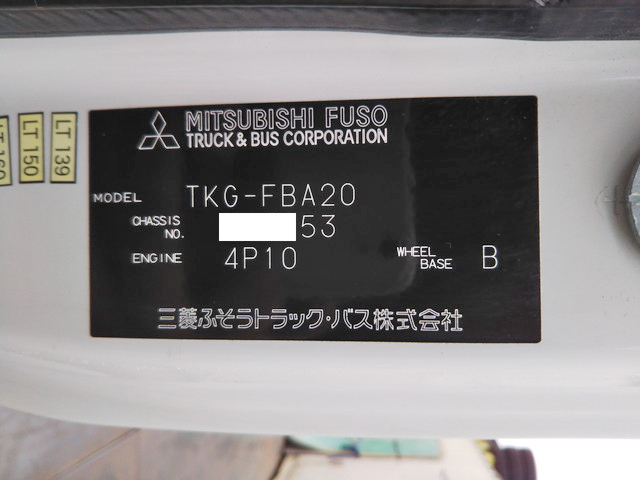 MITSUBISHI FUSO
TRUCK & BUS CORPORATION
MODEL TKG-FBA20
CHASSIS NO. 53
ENGINE 4P10 WHEEL BASE B
三菱ふそうトラック・バス株式会社
LT 139
LT 150